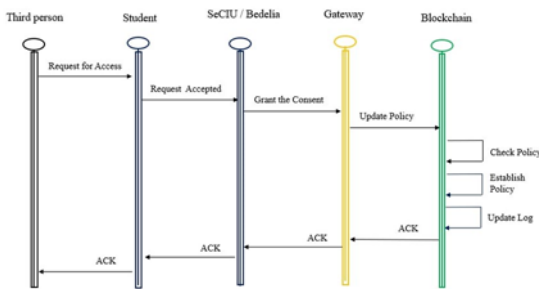 Third person
Student
SeCIU / Bedelia
Gateway
Blockchain
Request for Access
Request Accepted
Grant the Consent
Update Policy
Check Policy
Establish
Policy
Update Log
ACK
ACK
ACK
ACK